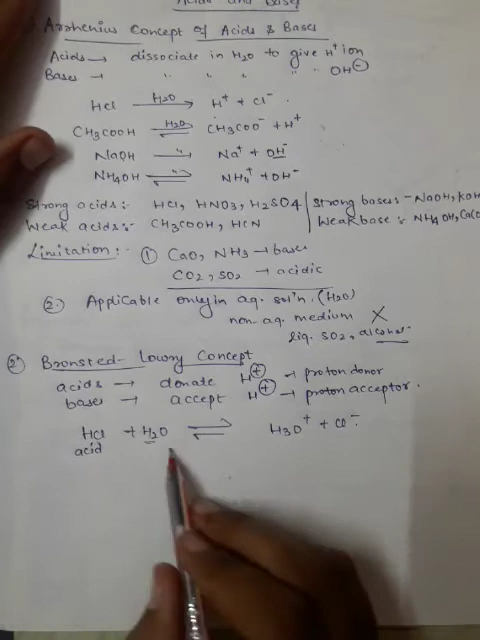 Acids and Bases
Arrhenius Concept of Acids & Bases
Acids → dissociate in H2O to give H+ ion
Bases → " " " " " OH⊖
HCl —H2O→ H+ + Cl-
CH3COOH ⇌H2O CH3COO- + H+
NaOH —"→ Na+ + OH-
NH4OH ⇌" NH4+ + OH-
Strong acids:- HCl, HNO3, H2SO4 | Strong bases - NaOH, KOH
Weak acids:- CH3COOH, HCN | Weak base:- NH4OH, Ca(O
Limitation:- ① CaO, NH3 → bases
CO2, SO2 → acidic
②. Applicable only in aq. sol'n. (H2O)
non-aq. medium X
liq. SO2, alcohol
② Bronsted-Lowry Concept
acids → donate H⊕ → proton donor
bases → accept H⊕ → proton acceptor.
HCl + H2O ⇌ H3O+ + Cl-
acid